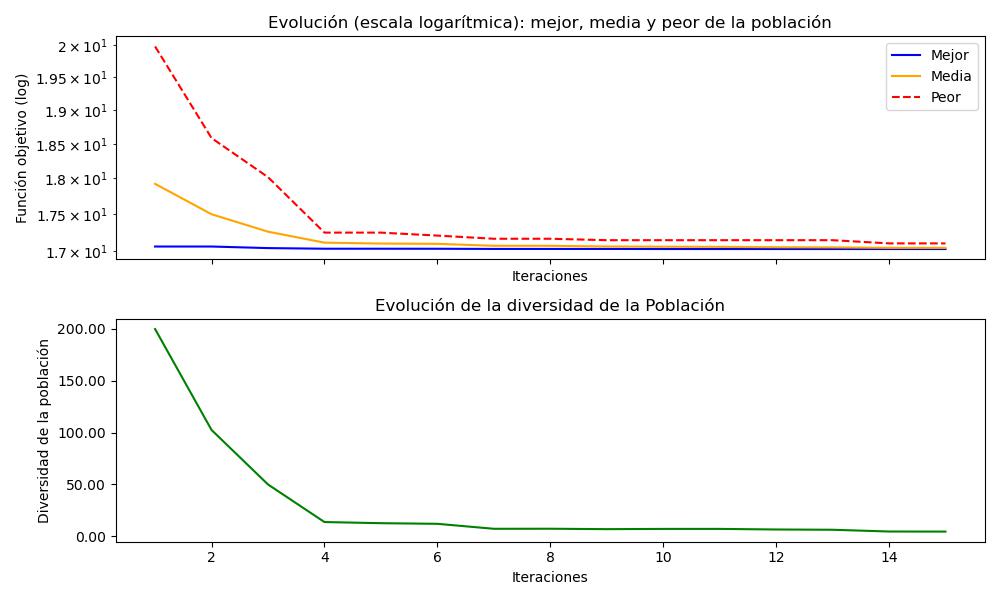 Evolución (escala logarítmica): mejor, media y peor de la población
Función objetivo (log)
2 × 10¹
1.95 × 10¹
1.9 × 10¹
1.85 × 10¹
1.8 × 10¹
1.75 × 10¹
1.7 × 10¹
Mejor
Media
Peor
Iteraciones
Evolución de la diversidad de la Población
Diversidad de la población
200.00
150.00
100.00
50.00
0.00
2 4 6 8 10 12 14
Iteraciones